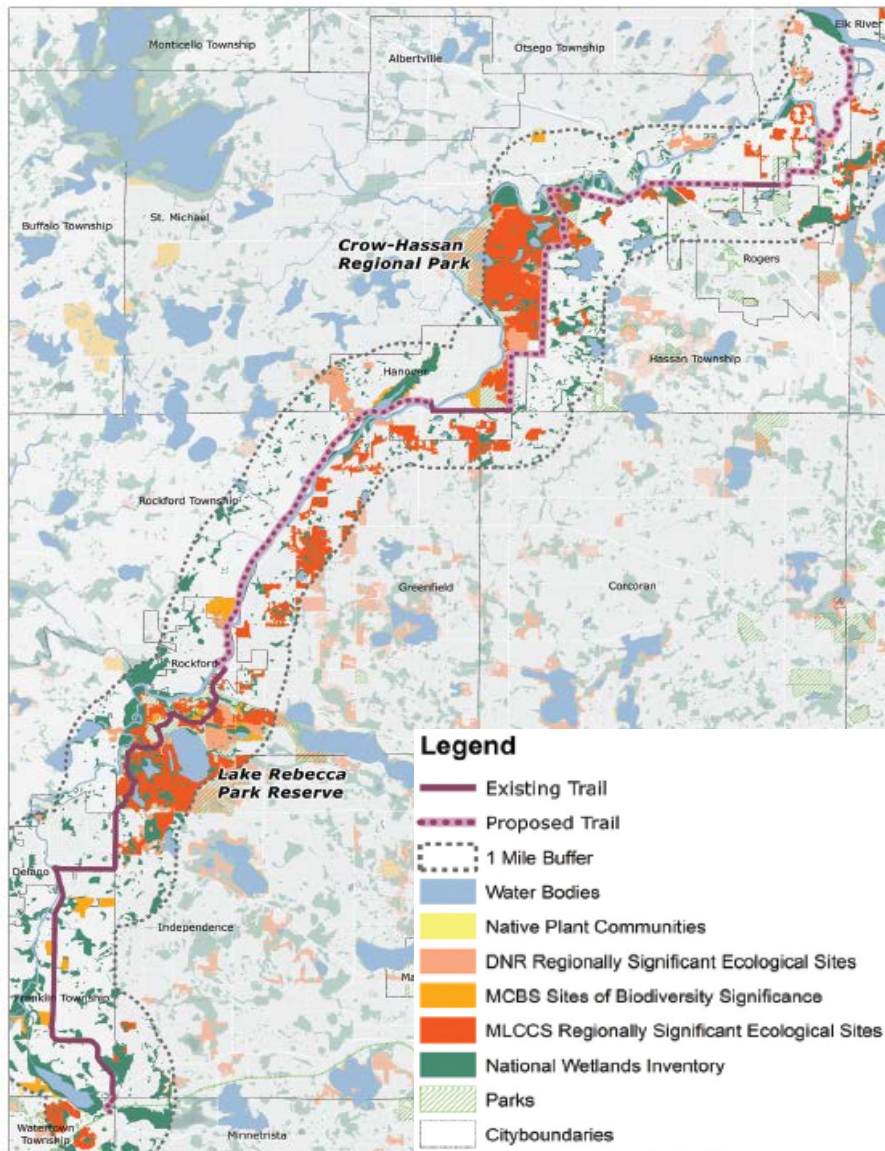 Elk River
Monticello Township
Otsego Township
Albertville
St. Michael
Buffalo Township
Crow-Hassan
Regional Park
Rogers
Hassan Township
Hanover
Rockford Township
Greenfield
Corcoran
Rockford
Lake Rebecca
Park Reserve
Delano
Independence
Franklin Township
Watertown
Township
Minnetrista
Legend
Existing Trail
Proposed Trail
1 Mile Buffer
Water Bodies
Native Plant Communities
DNR Regionally Significant Ecological Sites
MCBS Sites of Biodiversity Significance
MLCCS Regionally Significant Ecological Sites
National Wetlands Inventory
Parks
Cityboundaries